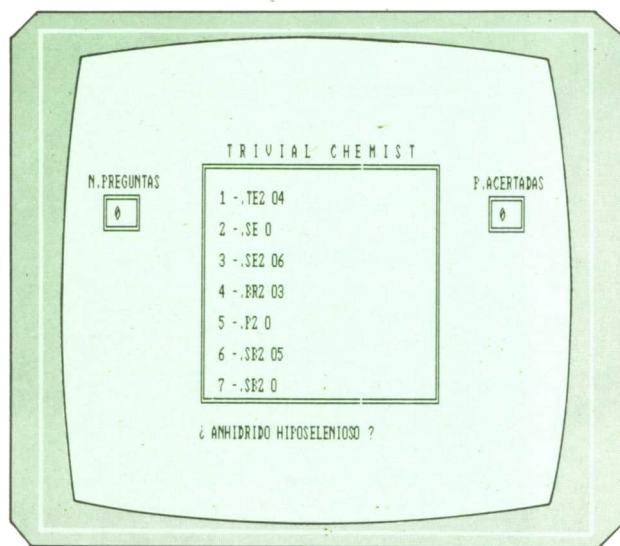 TRIVIAL CHEMIST
N.PREGUNTAS
0
P.ACERTADAS
0
1 -.TE2 O4
2 -.SE O
3 -.SE2 O6
4 -.BR2 O3
5 -.P2 O
6 -.SB2 O5
7 -.SB2 O
¿ ANHIDRIDO HIPOSELENIOSO ?